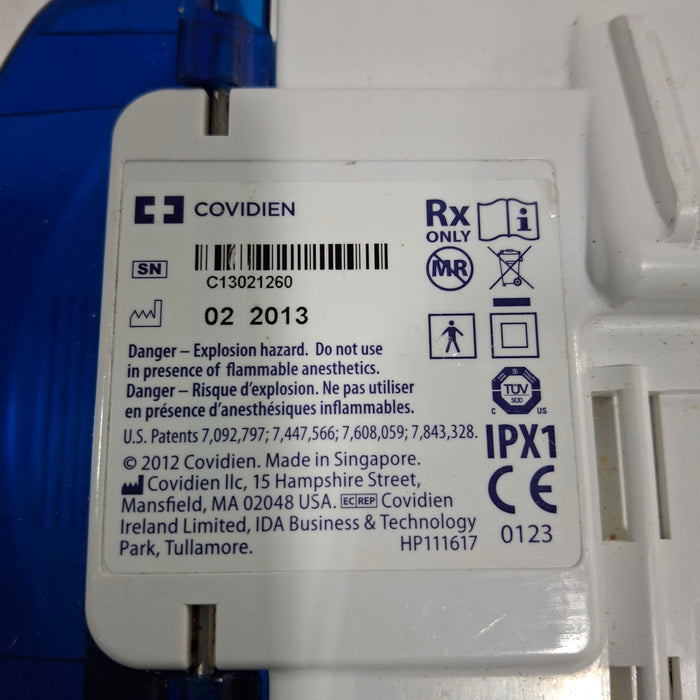 COVIDIEN
Rx
ONLY
i
SN
C13021260
MR
02 2013
Danger – Explosion hazard. Do not use
in presence of flammable anesthetics.
Danger – Risque d'explosion. Ne pas utiliser
en présence d'anesthésiques inflammables.
TÜV
SÜD
C US
U.S. Patents 7,092,797; 7,447,566; 7,608,059; 7,843,328.
IPX1
© 2012 Covidien. Made in Singapore.
Covidien llc, 15 Hampshire Street,
Mansfield, MA 02048 USA. EC REP Covidien
Ireland Limited, IDA Business & Technology
Park, Tullamore.
HP111617
CE
0123